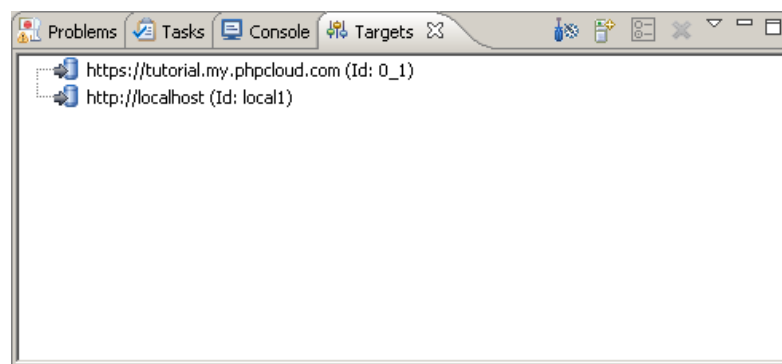 Problems Tasks Console Targets
https://tutorial.my.phpcloud.com (Id: 0_1)
http://localhost (Id: local1)